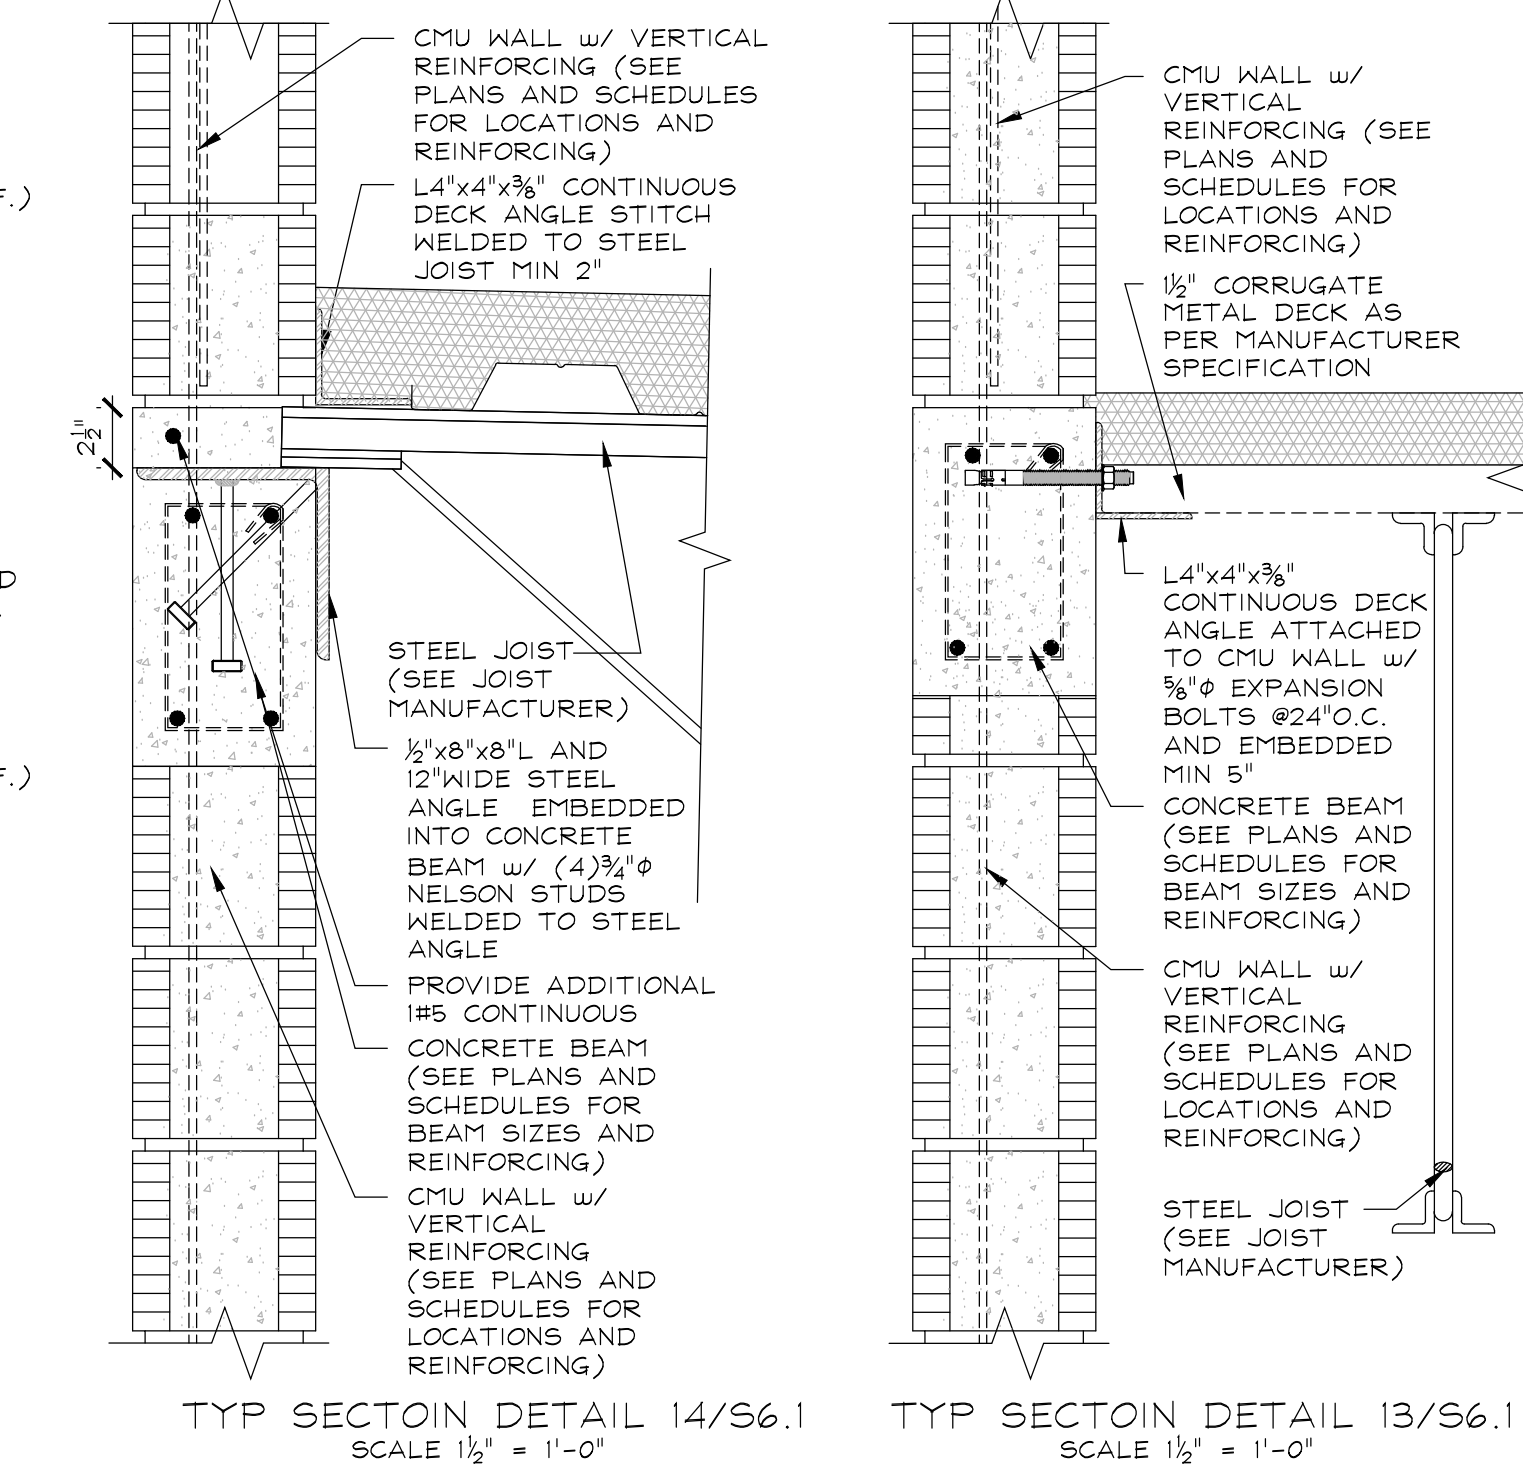 F.)
D
F.)
CMU WALL w/ VERTICAL
REINFORCING (SEE
PLANS AND SCHEDULES
FOR LOCATIONS AND
REINFORCING)
L4"x4"x3/8" CONTINUOUS
DECK ANGLE STITCH
WELDED TO STEEL
JOIST MIN 2"
2 1/2"
STEEL JOIST
(SEE JOIST
MANUFACTURER)
1/2"x8"x8"L AND
12"WIDE STEEL
ANGLE EMBEDDED
INTO CONCRETE
BEAM w/ (4)3/4"φ
NELSON STUDS
WELDED TO STEEL
ANGLE
PROVIDE ADDITIONAL
1#5 CONTINUOUS
CONCRETE BEAM
(SEE PLANS AND
SCHEDULES FOR
BEAM SIZES AND
REINFORCING)
CMU WALL w/
VERTICAL
REINFORCING
(SEE PLANS AND
SCHEDULES FOR
LOCATIONS AND
REINFORCING)
TYP SECTOIN DETAIL 14/S6.1
SCALE 1 1/2" = 1'-0"
CMU WALL w/
VERTICAL
REINFORCING (SEE
PLANS AND
SCHEDULES FOR
LOCATIONS AND
REINFORCING)
1 1/2" CORRUGATE
METAL DECK AS
PER MANUFACTURER
SPECIFICATION
L4"x4"x3/8"
CONTINUOUS DECK
ANGLE ATTACHED
TO CMU WALL w/
5/8"φ EXPANSION
BOLTS @24"O.C.
AND EMBEDDED
MIN 5"
CONCRETE BEAM
(SEE PLANS AND
SCHEDULES FOR
BEAM SIZES AND
REINFORCING)
CMU WALL w/
VERTICAL
REINFORCING
(SEE PLANS AND
SCHEDULES FOR
LOCATIONS AND
REINFORCING)
STEEL JOIST
(SEE JOIST
MANUFACTURER)
TYP SECTOIN DETAIL 13/S6.1
SCALE 1 1/2" = 1'-0"